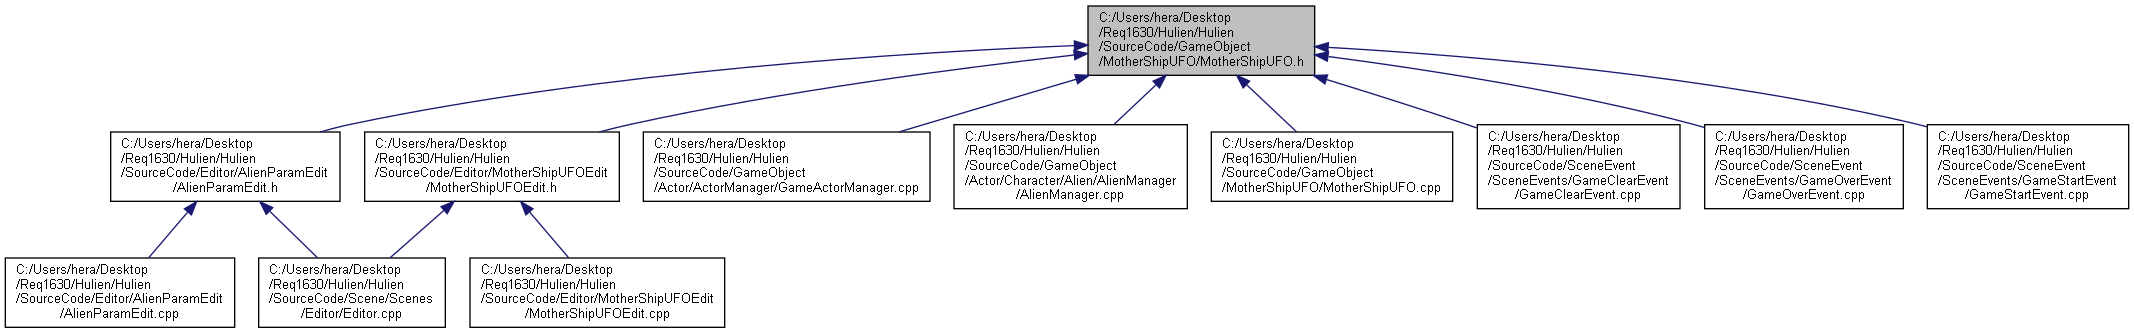 C:/Users/hera/Desktop
/Req1630/Hulien/Hulien
/SourceCode/GameObject
/MotherShipUFO/MotherShipUFO.h
C:/Users/hera/Desktop
/Req1630/Hulien/Hulien
/SourceCode/Editor/AlienParamEdit
/AlienParamEdit.h
C:/Users/hera/Desktop
/Req1630/Hulien/Hulien
/SourceCode/Editor/MotherShipUFOEdit
/MotherShipUFOEdit.h
C:/Users/hera/Desktop
/Req1630/Hulien/Hulien
/SourceCode/GameObject
/Actor/ActorManager/GameActorManager.cpp
C:/Users/hera/Desktop
/Req1630/Hulien/Hulien
/SourceCode/GameObject
/Actor/Character/Alien/AlienManager
/AlienManager.cpp
C:/Users/hera/Desktop
/Req1630/Hulien/Hulien
/SourceCode/GameObject
/MotherShipUFO/MotherShipUFO.cpp
C:/Users/hera/Desktop
/Req1630/Hulien/Hulien
/SourceCode/SceneEvent
/SceneEvents/GameClearEvent
/GameClearEvent.cpp
C:/Users/hera/Desktop
/Req1630/Hulien/Hulien
/SourceCode/SceneEvent
/SceneEvents/GameOverEvent
/GameOverEvent.cpp
C:/Users/hera/Desktop
/Req1630/Hulien/Hulien
/SourceCode/SceneEvent
/SceneEvents/GameStartEvent
/GameStartEvent.cpp
C:/Users/hera/Desktop
/Req1630/Hulien/Hulien
/SourceCode/Editor/AlienParamEdit
/AlienParamEdit.cpp
C:/Users/hera/Desktop
/Req1630/Hulien/Hulien
/SourceCode/Scene/Scenes
/Editor/Editor.cpp
C:/Users/hera/Desktop
/Req1630/Hulien/Hulien
/SourceCode/Editor/MotherShipUFOEdit
/MotherShipUFOEdit.cpp